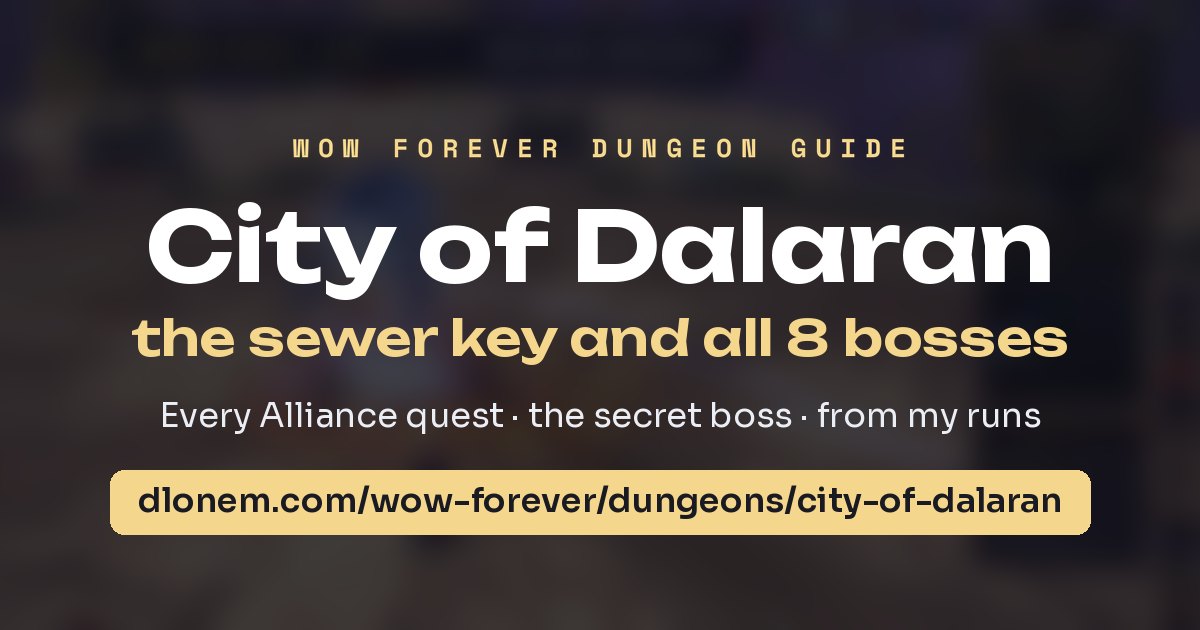 WOW FOREVER DUNGEON GUIDE
City of Dalaran
the sewer key and all 8 bosses
Every Alliance quest · the secret boss · from my runs
dlonem.com/wow-forever/dungeons/city-of-dalaran